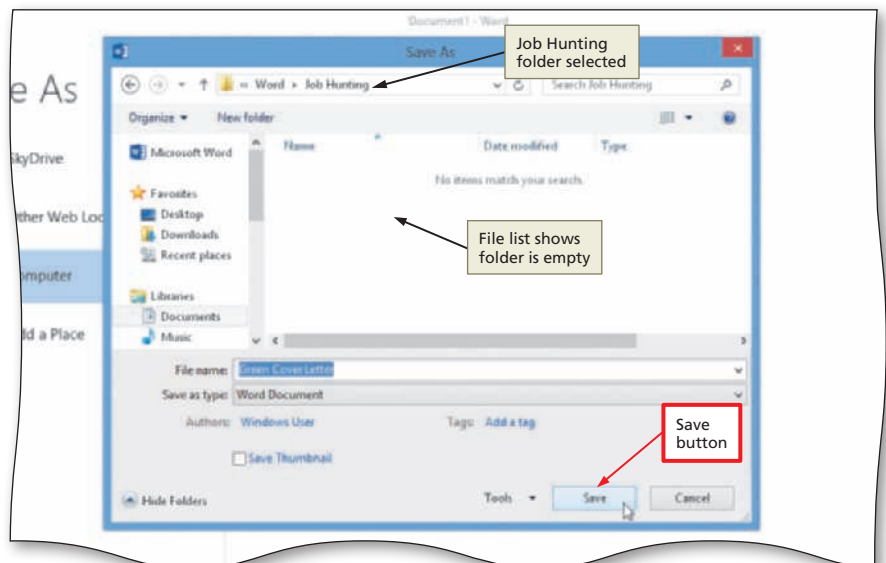 Document1 - Word
Save As
Job Hunting
folder selected
e As
« Word ▸ Job Hunting
Search Job Hunting
Organize
New folder
Microsoft Word
Name
Date modified
Type
No items match your search.
SkyDrive
Favorites
Desktop
ther Web Loc
Downloads
File list shows
folder is empty
Recent places
omputer
Libraries
Documents
dd a Place
Music
File name: Green Cover Letter
Save as type: Word Document
Authors: Windows User
Tags: Add a tag
Save
button
Save Thumbnail
Hide Folders
Tools
Save
Cancel